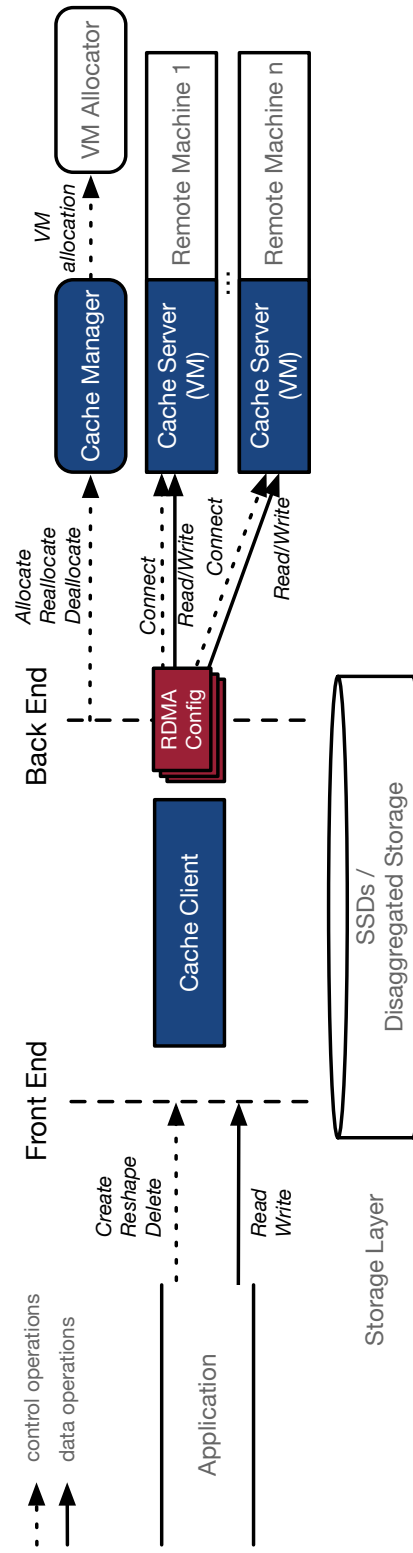 control operations
data operations
Front End
Back End
Application
Create
Reshape
Delete
Read
Write
Cache Client
RDMA
Config
Allocate
Reallocate
Deallocate
Cache Manager
VM
allocation
VM Allocator
Connect
Read/Write
Cache Server
(VM)
Remote Machine 1
...
Connect
Read/Write
Cache Server
(VM)
Remote Machine n
Storage Layer
SSDs /
Disaggregated Storage